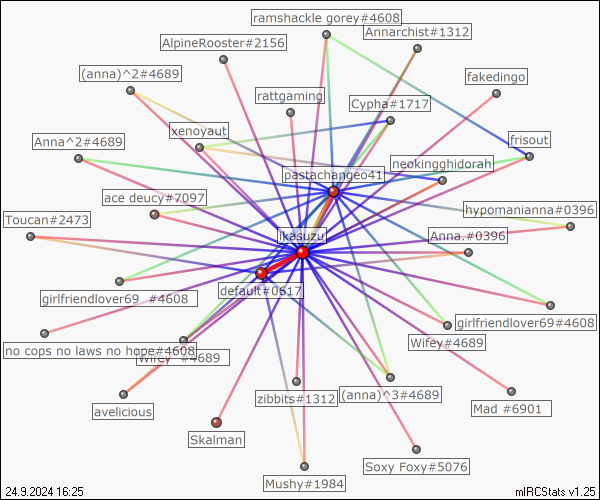 ramshackle gorey#4608
Annarchist#1312
AlpineRooster#2156
(anna)^2#4689
fakedingo
rattgaming
Cypha#1717
xenoyaut
Anna^2#4689
frisout
neokingghidorah
pastachangeo41
ace deucy#7097
hypomanianna#0396
Toucan#2473
ikasuzu
Anna.#0396
default#0617
girlfriendlover69_#4608
girlfriendlover69#4608
Wifey#4689
no cops no laws no hope#4608
(anna)^3#4689
zibbits#1312
avelicious
Mad #6901
Skalman
Soxy Foxy#5076
Mushy#1984
24.9.2024 16:25
mIRCStats v1.25